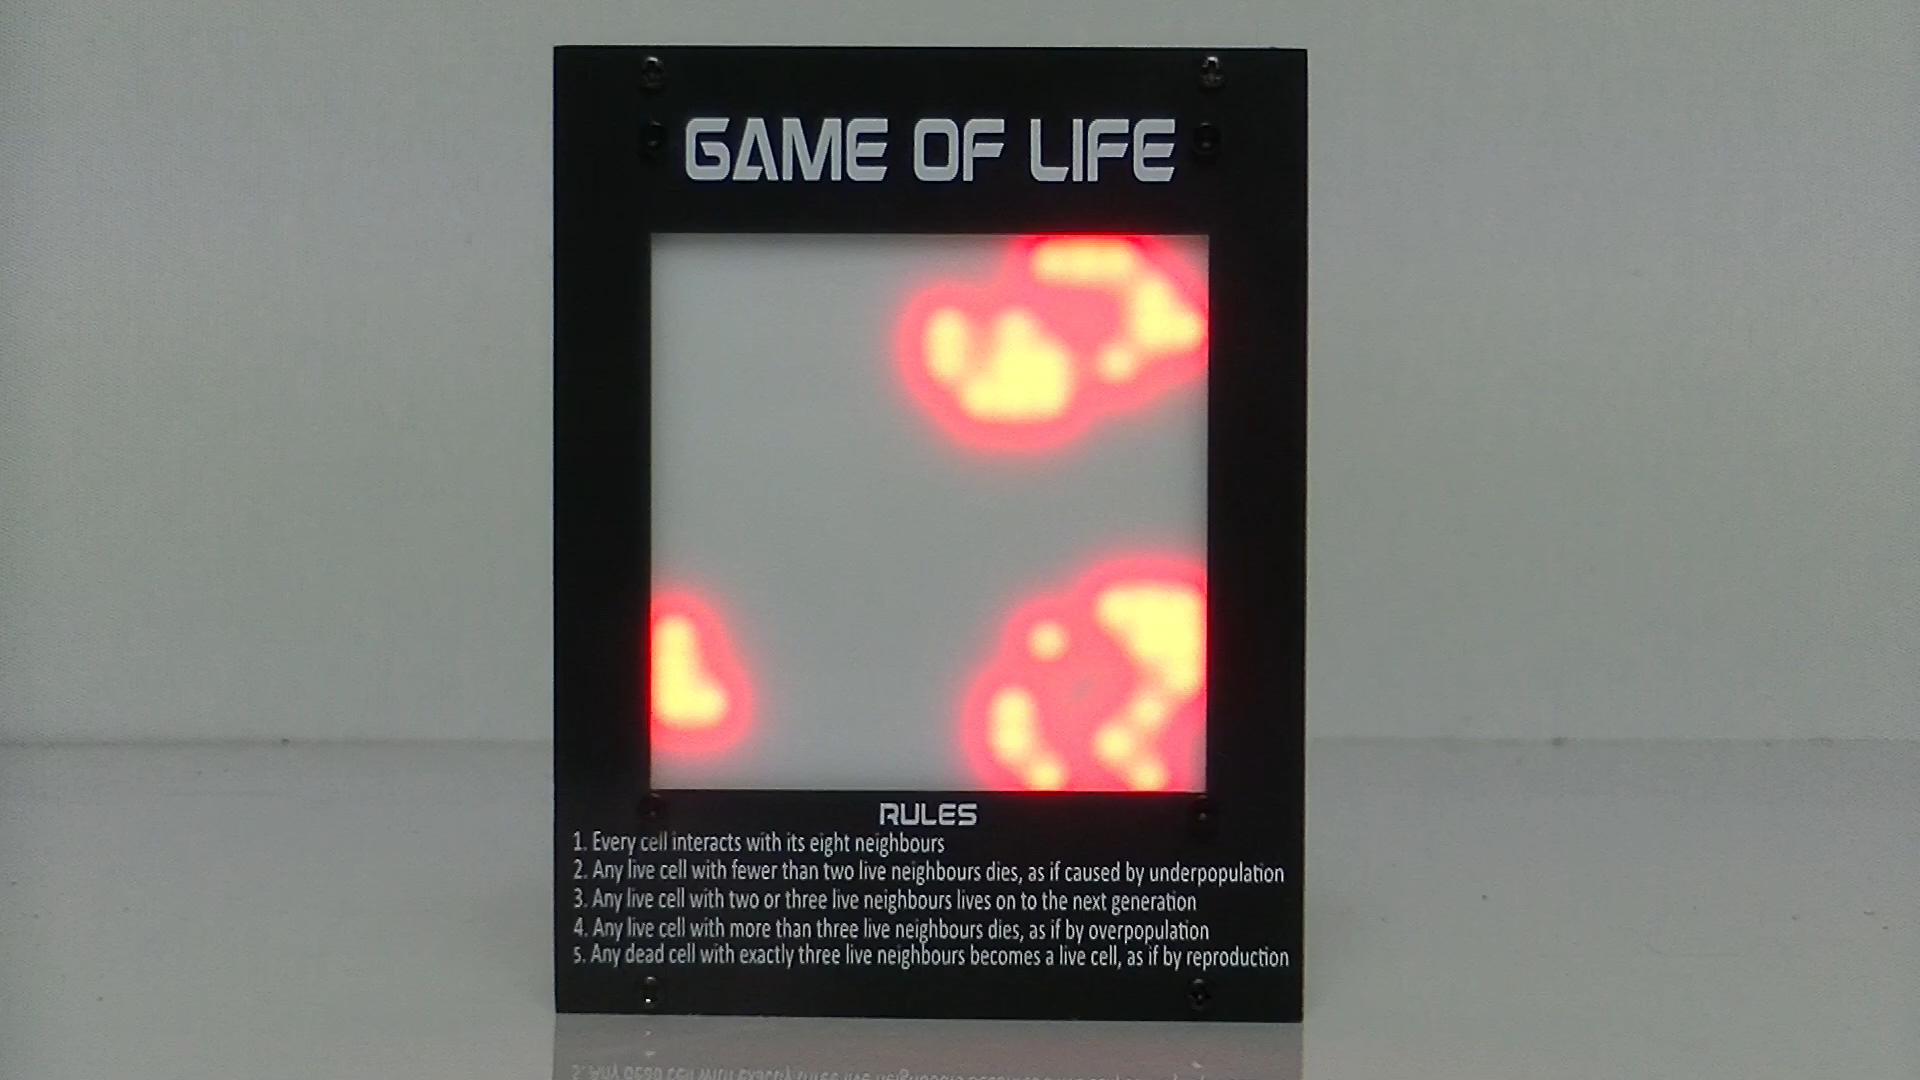 GAME OF LIFE
RULES
1. Every cell interacts with its eight neighbours
2. Any live cell with fewer than two live neighbours dies, as if caused by underpopulation
3. Any live cell with two or three live neighbours lives on to the next generation
4. Any live cell with more than three live neighbours dies, as if by overpopulation
5. Any dead cell with exactly three live neighbours becomes a live cell, as if by reproduction